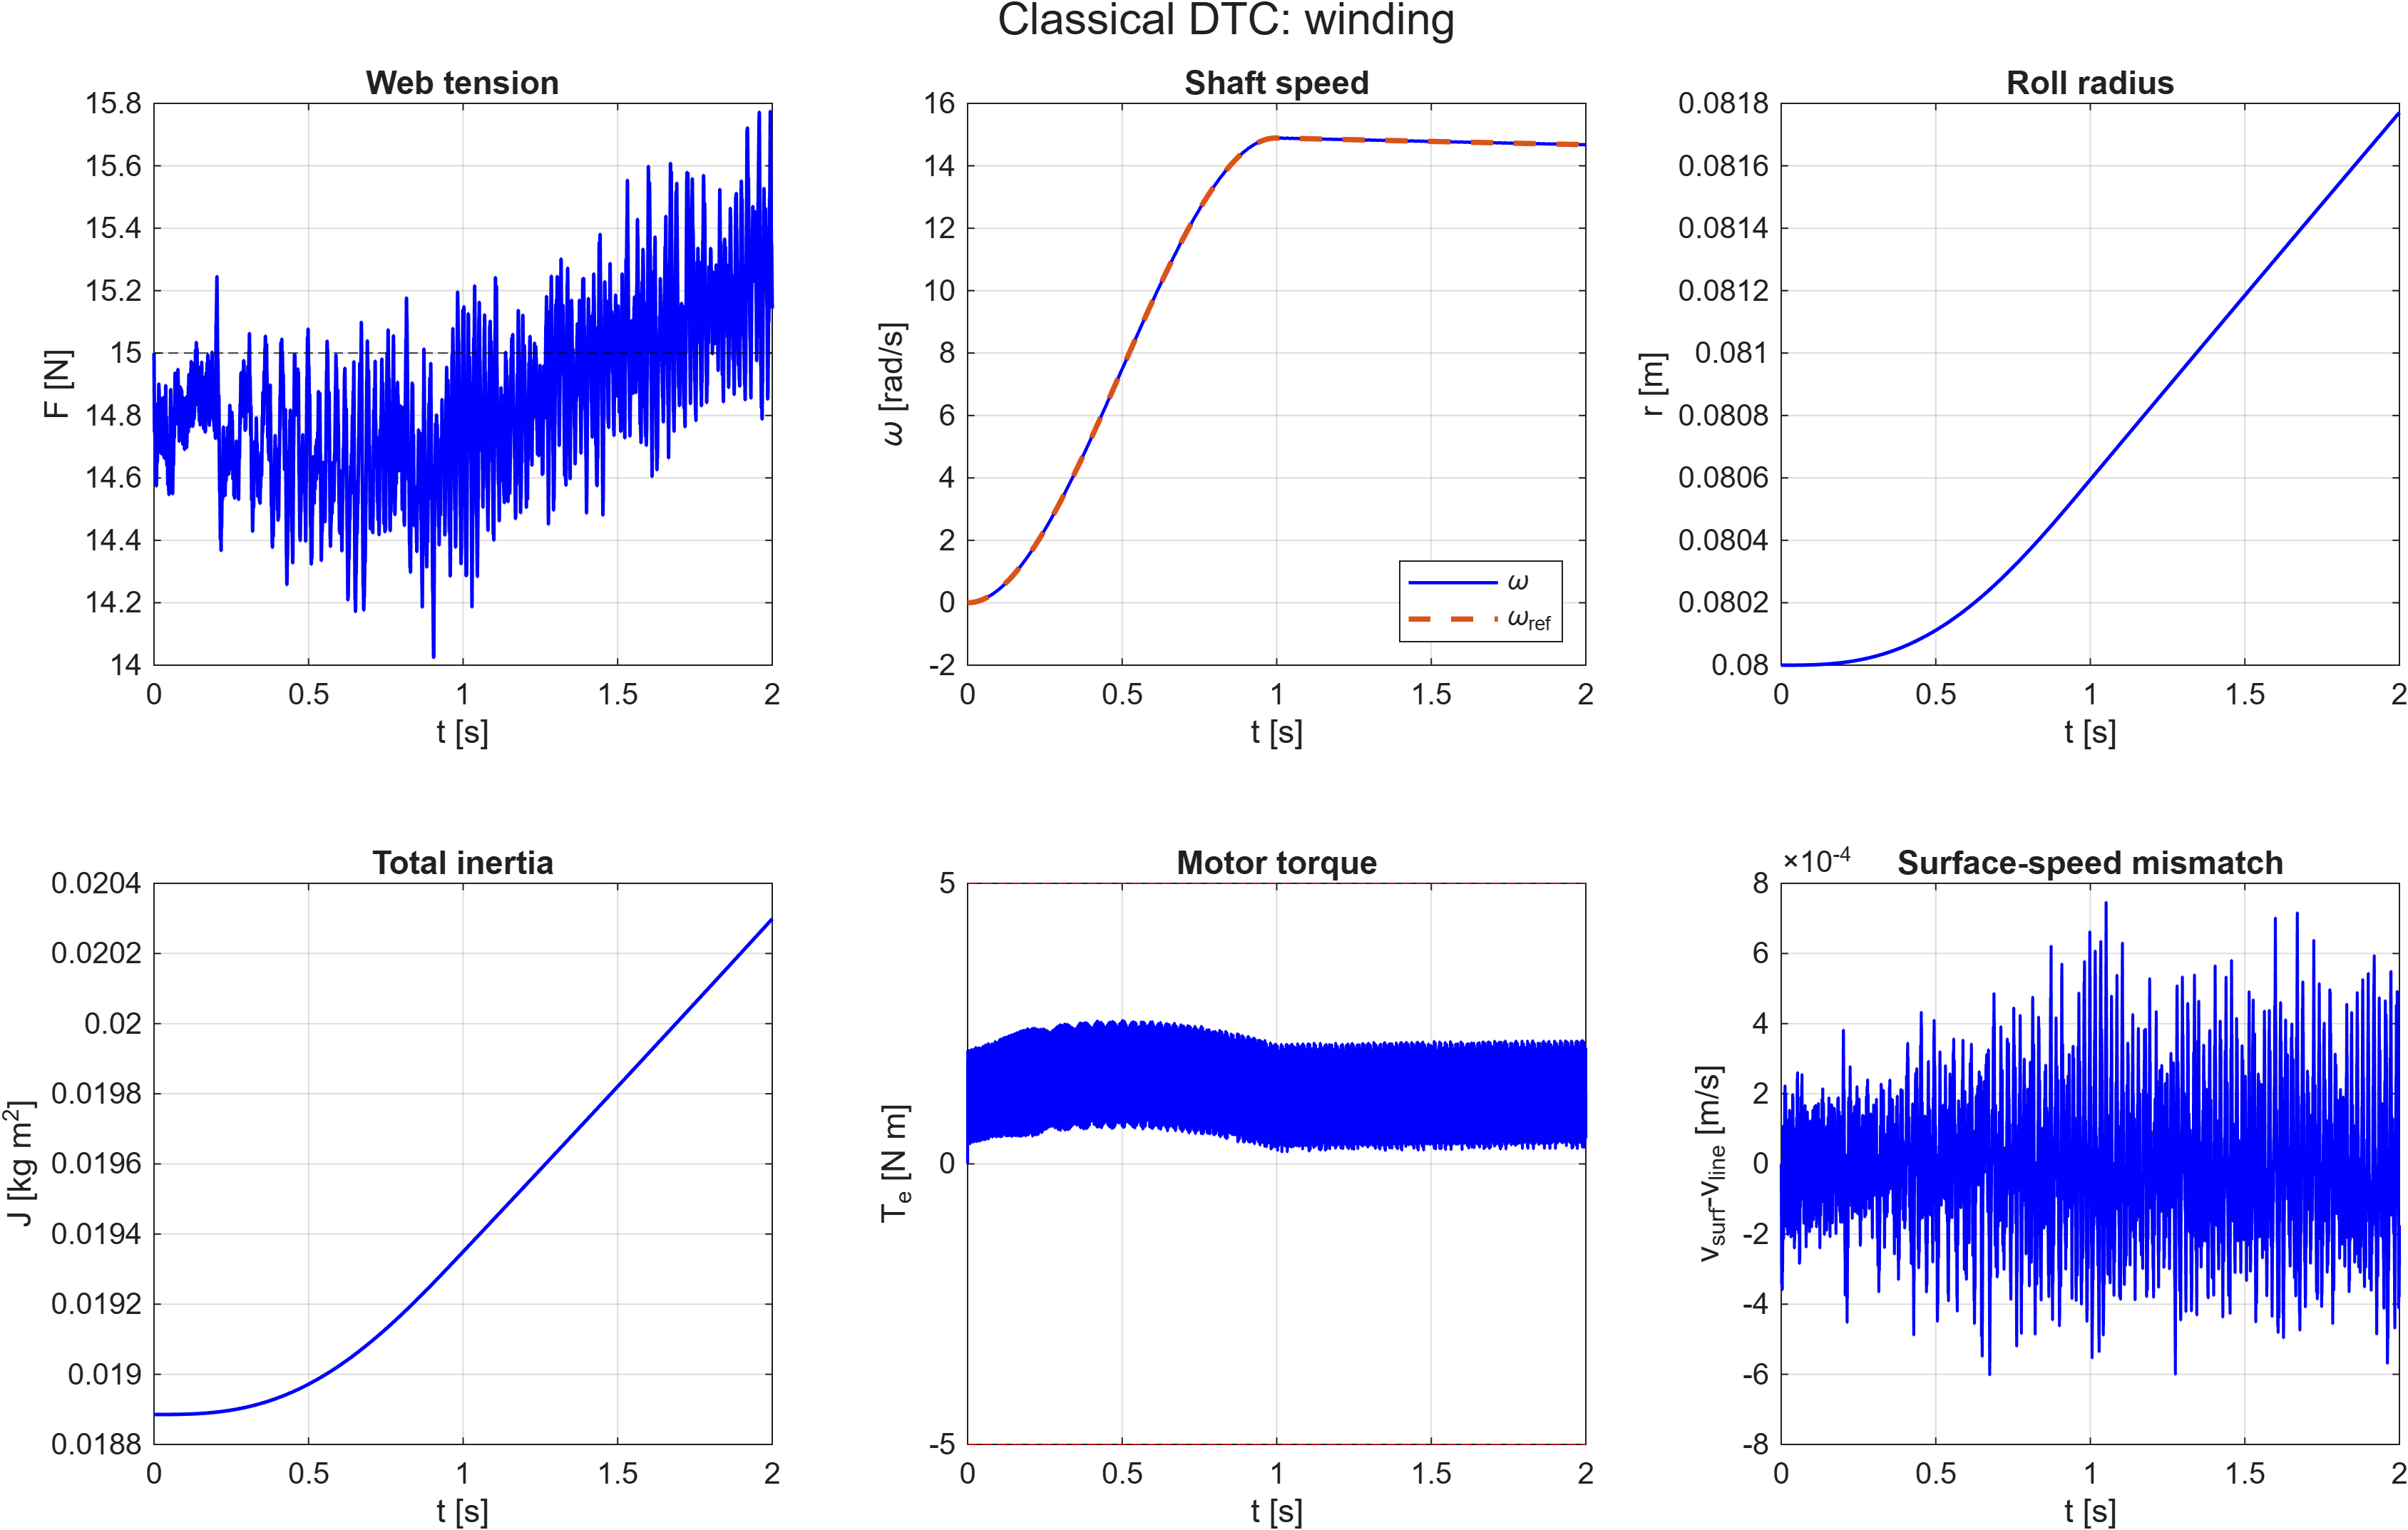 Classical DTC: winding
Web tension
15.8
15.6
15.4
15.2
15
14.8
14.6
14.4
14.2
14
F [N]
0 0.5 1 1.5 2
t [s]
Shaft speed
16
14
12
10
8
6
4
2
0
-2
ω [rad/s]
ω
ω_ref
0 0.5 1 1.5 2
t [s]
Roll radius
0.0818
0.0816
0.0814
0.0812
0.081
0.0808
0.0806
0.0804
0.0802
0.08
r [m]
0 0.5 1 1.5 2
t [s]
Total inertia
0.0204
0.0202
0.02
0.0198
0.0196
0.0194
0.0192
0.019
0.0188
J [kg m²]
0 0.5 1 1.5 2
t [s]
Motor torque
5
0
-5
T_e [N m]
0 0.5 1 1.5 2
t [s]
×10⁻⁴
Surface-speed mismatch
8
6
4
2
0
-2
-4
-6
-8
v_surf-v_line [m/s]
0 0.5 1 1.5 2
t [s]